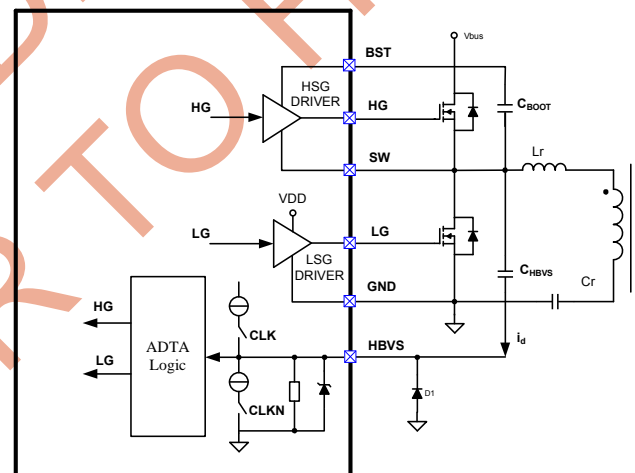 Vbus
BST
HSG
DRIVER
HG
HG
CBOOT
SW
Lr
VDD
LG
LG
LSG
DRIVER
CHBVS
GND
Cr
HG
CLK
ADTA
Logic
HBVS
id
LG
CLKN
D1